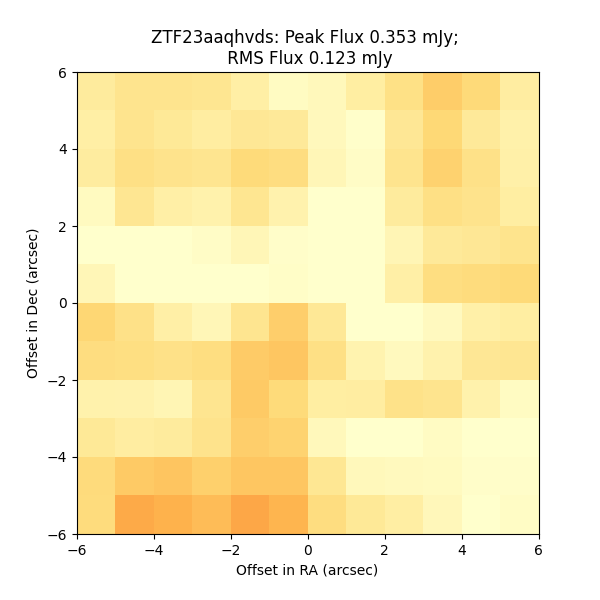 ZTF23aaqhvds: Peak Flux 0.353 mJy;
RMS Flux 0.123 mJy
6
4
2
0
−2
−4
−6
Offset in Dec (arcsec)
−6 −4 −2 0 2 4 6
Offset in RA (arcsec)